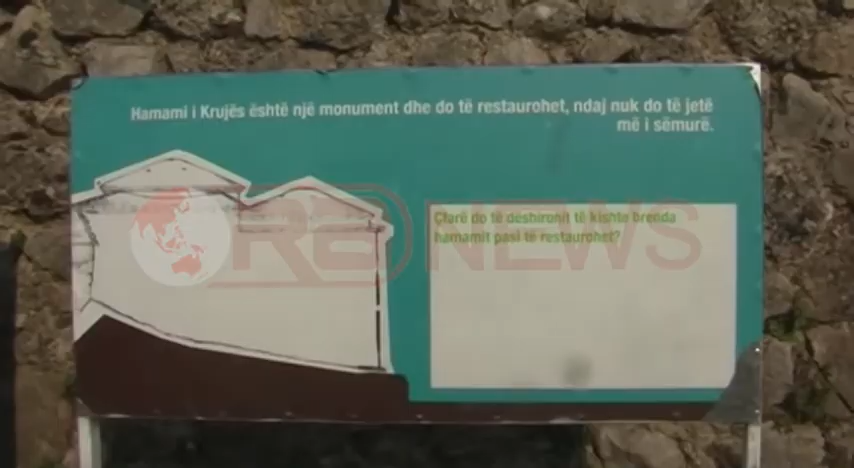 Hamami i Krujës është një monument dhe do të restaurohet, ndaj nuk do të jetë
më i sëmurë.
Çfarë do të dëshironit të kishte brenda
hamamit pasi të restaurohet?
NEWS